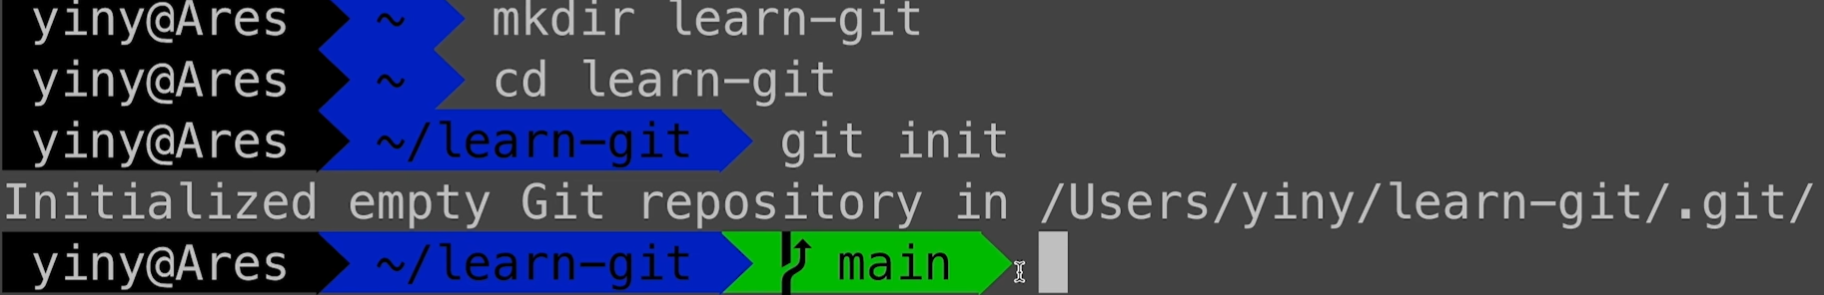 yiny@Ares ~ mkdir learn-git
yiny@Ares ~ cd learn-git
yiny@Ares ~/learn-git git init
Initialized empty Git repository in /Users/yiny/learn-git/.git/
yiny@Ares ~/learn-git main